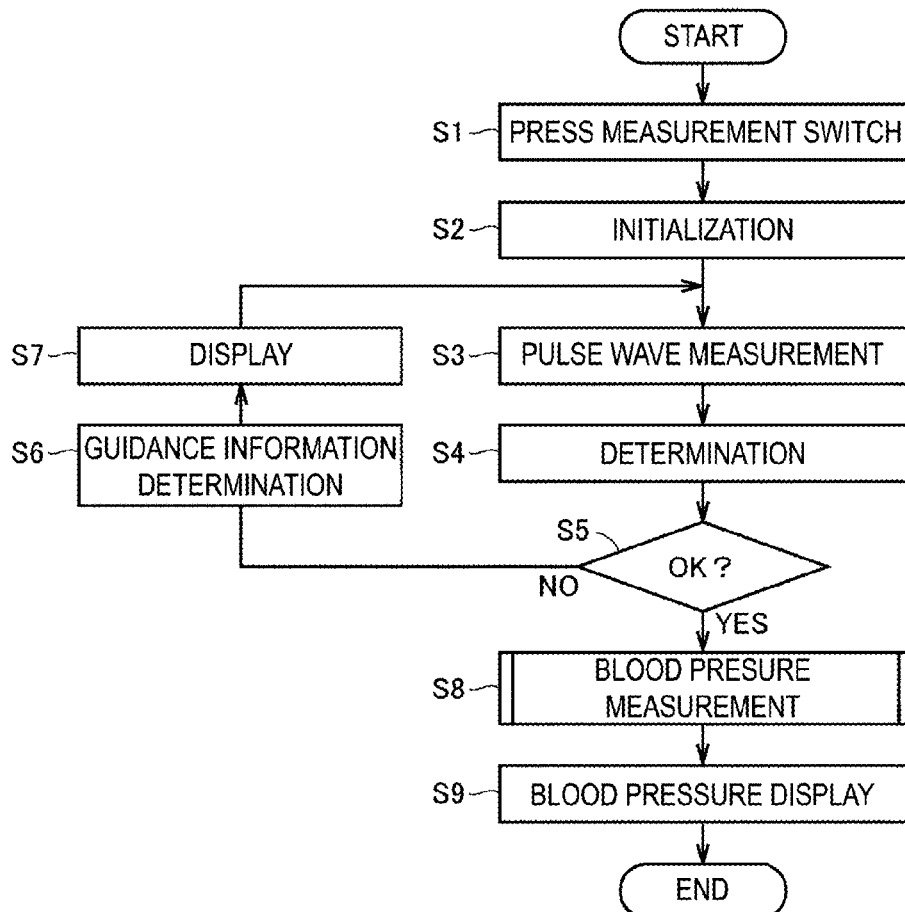 START
S1 PRESS MEASUREMENT SWITCH
S2 INITIALIZATION
S7 DISPLAY
S3 PULSE WAVE MEASUREMENT
S6 GUIDANCE INFORMATION
DETERMINATION
S4 DETERMINATION
S5 OK?
NO
YES
S8 BLOOD PRESURE
MEASUREMENT
S9 BLOOD PRESSURE DISPLAY
END